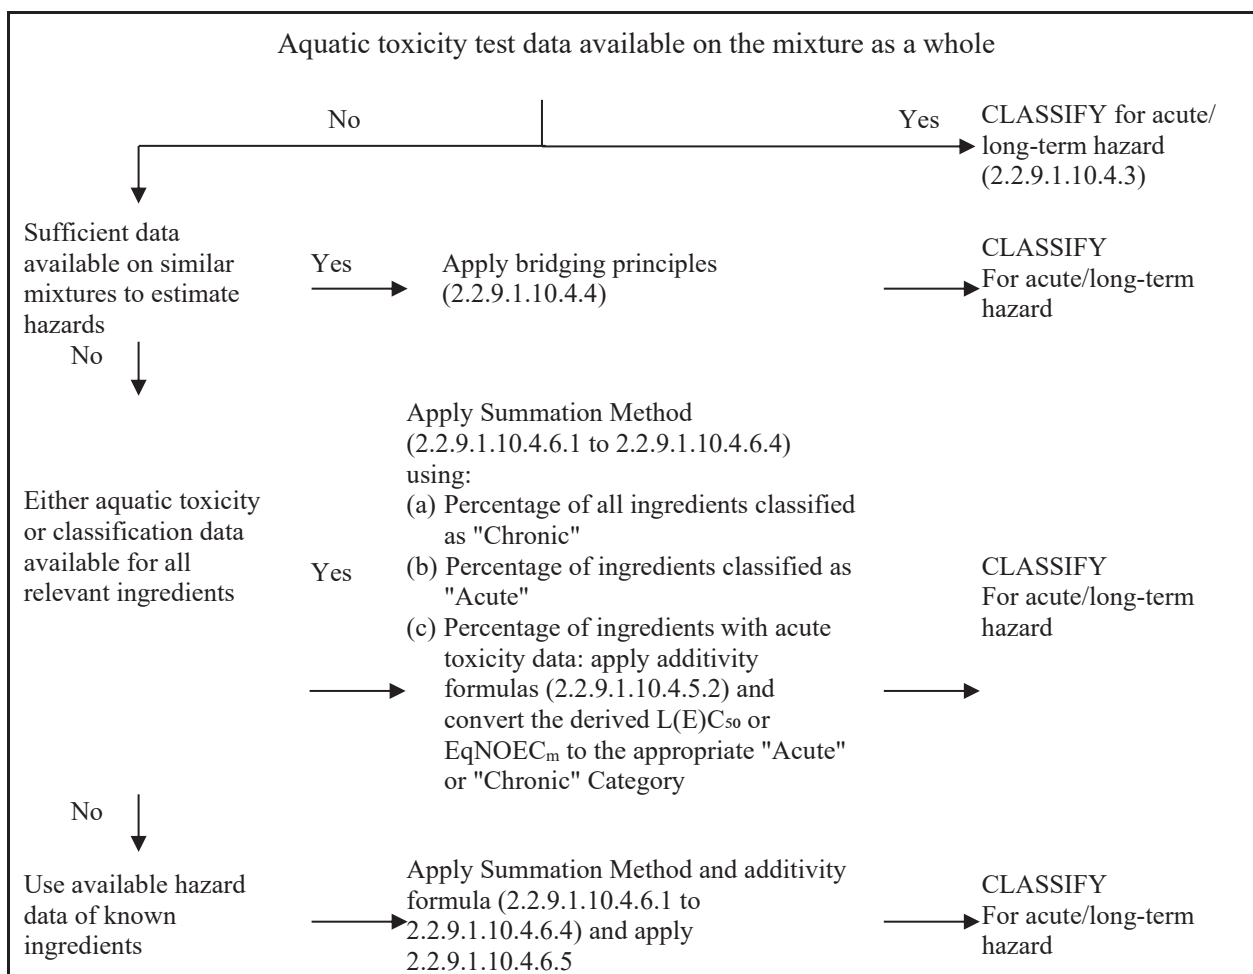 Aquatic toxicity test data available on the mixture as a whole
No
Yes
CLASSIFY for acute/
long-term hazard
(2.2.9.1.10.4.3)
Sufficient data
available on similar
mixtures to estimate
hazards
Yes
Apply bridging principles
(2.2.9.1.10.4.4)
CLASSIFY
For acute/long-term
hazard
No
Either aquatic toxicity
or classification data
available for all
relevant ingredients
Yes
Apply Summation Method
(2.2.9.1.10.4.6.1 to 2.2.9.1.10.4.6.4)
using:
(a) Percentage of all ingredients classified
as "Chronic"
(b) Percentage of ingredients classified as
"Acute"
(c) Percentage of ingredients with acute
toxicity data: apply additivity
formulas (2.2.9.1.10.4.5.2) and
convert the derived L(E)C₅₀ or
EqNOECₘ to the appropriate "Acute"
or "Chronic" Category
CLASSIFY
For acute/long-term
hazard
No
Use available hazard
data of known
ingredients
Apply Summation Method and additivity
formula (2.2.9.1.10.4.6.1 to
2.2.9.1.10.4.6.4) and apply
2.2.9.1.10.4.6.5
CLASSIFY
For acute/long-term
hazard